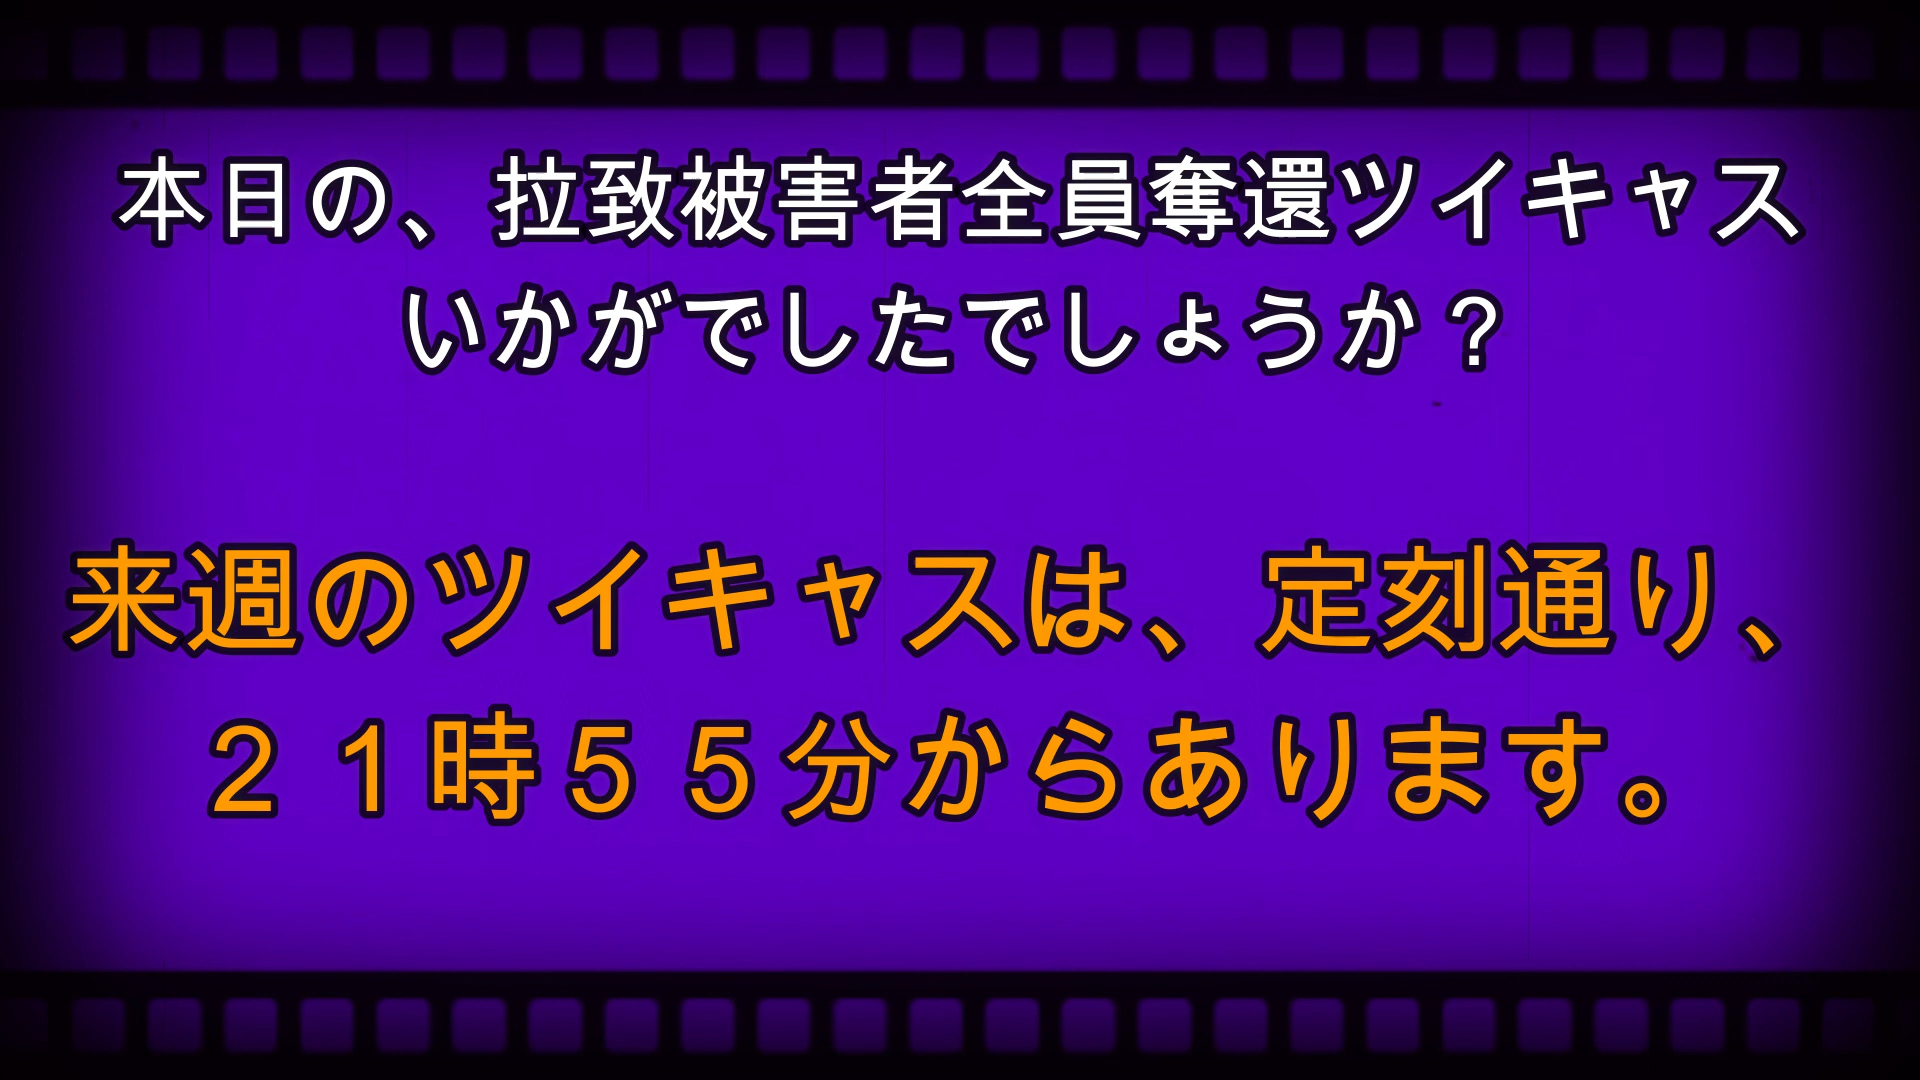 本日の、拉致被害者全員奪還ツイキャス
いかがでしたでしょうか？
来週のツイキャスは、定刻通り、
２１時５５分からあります。